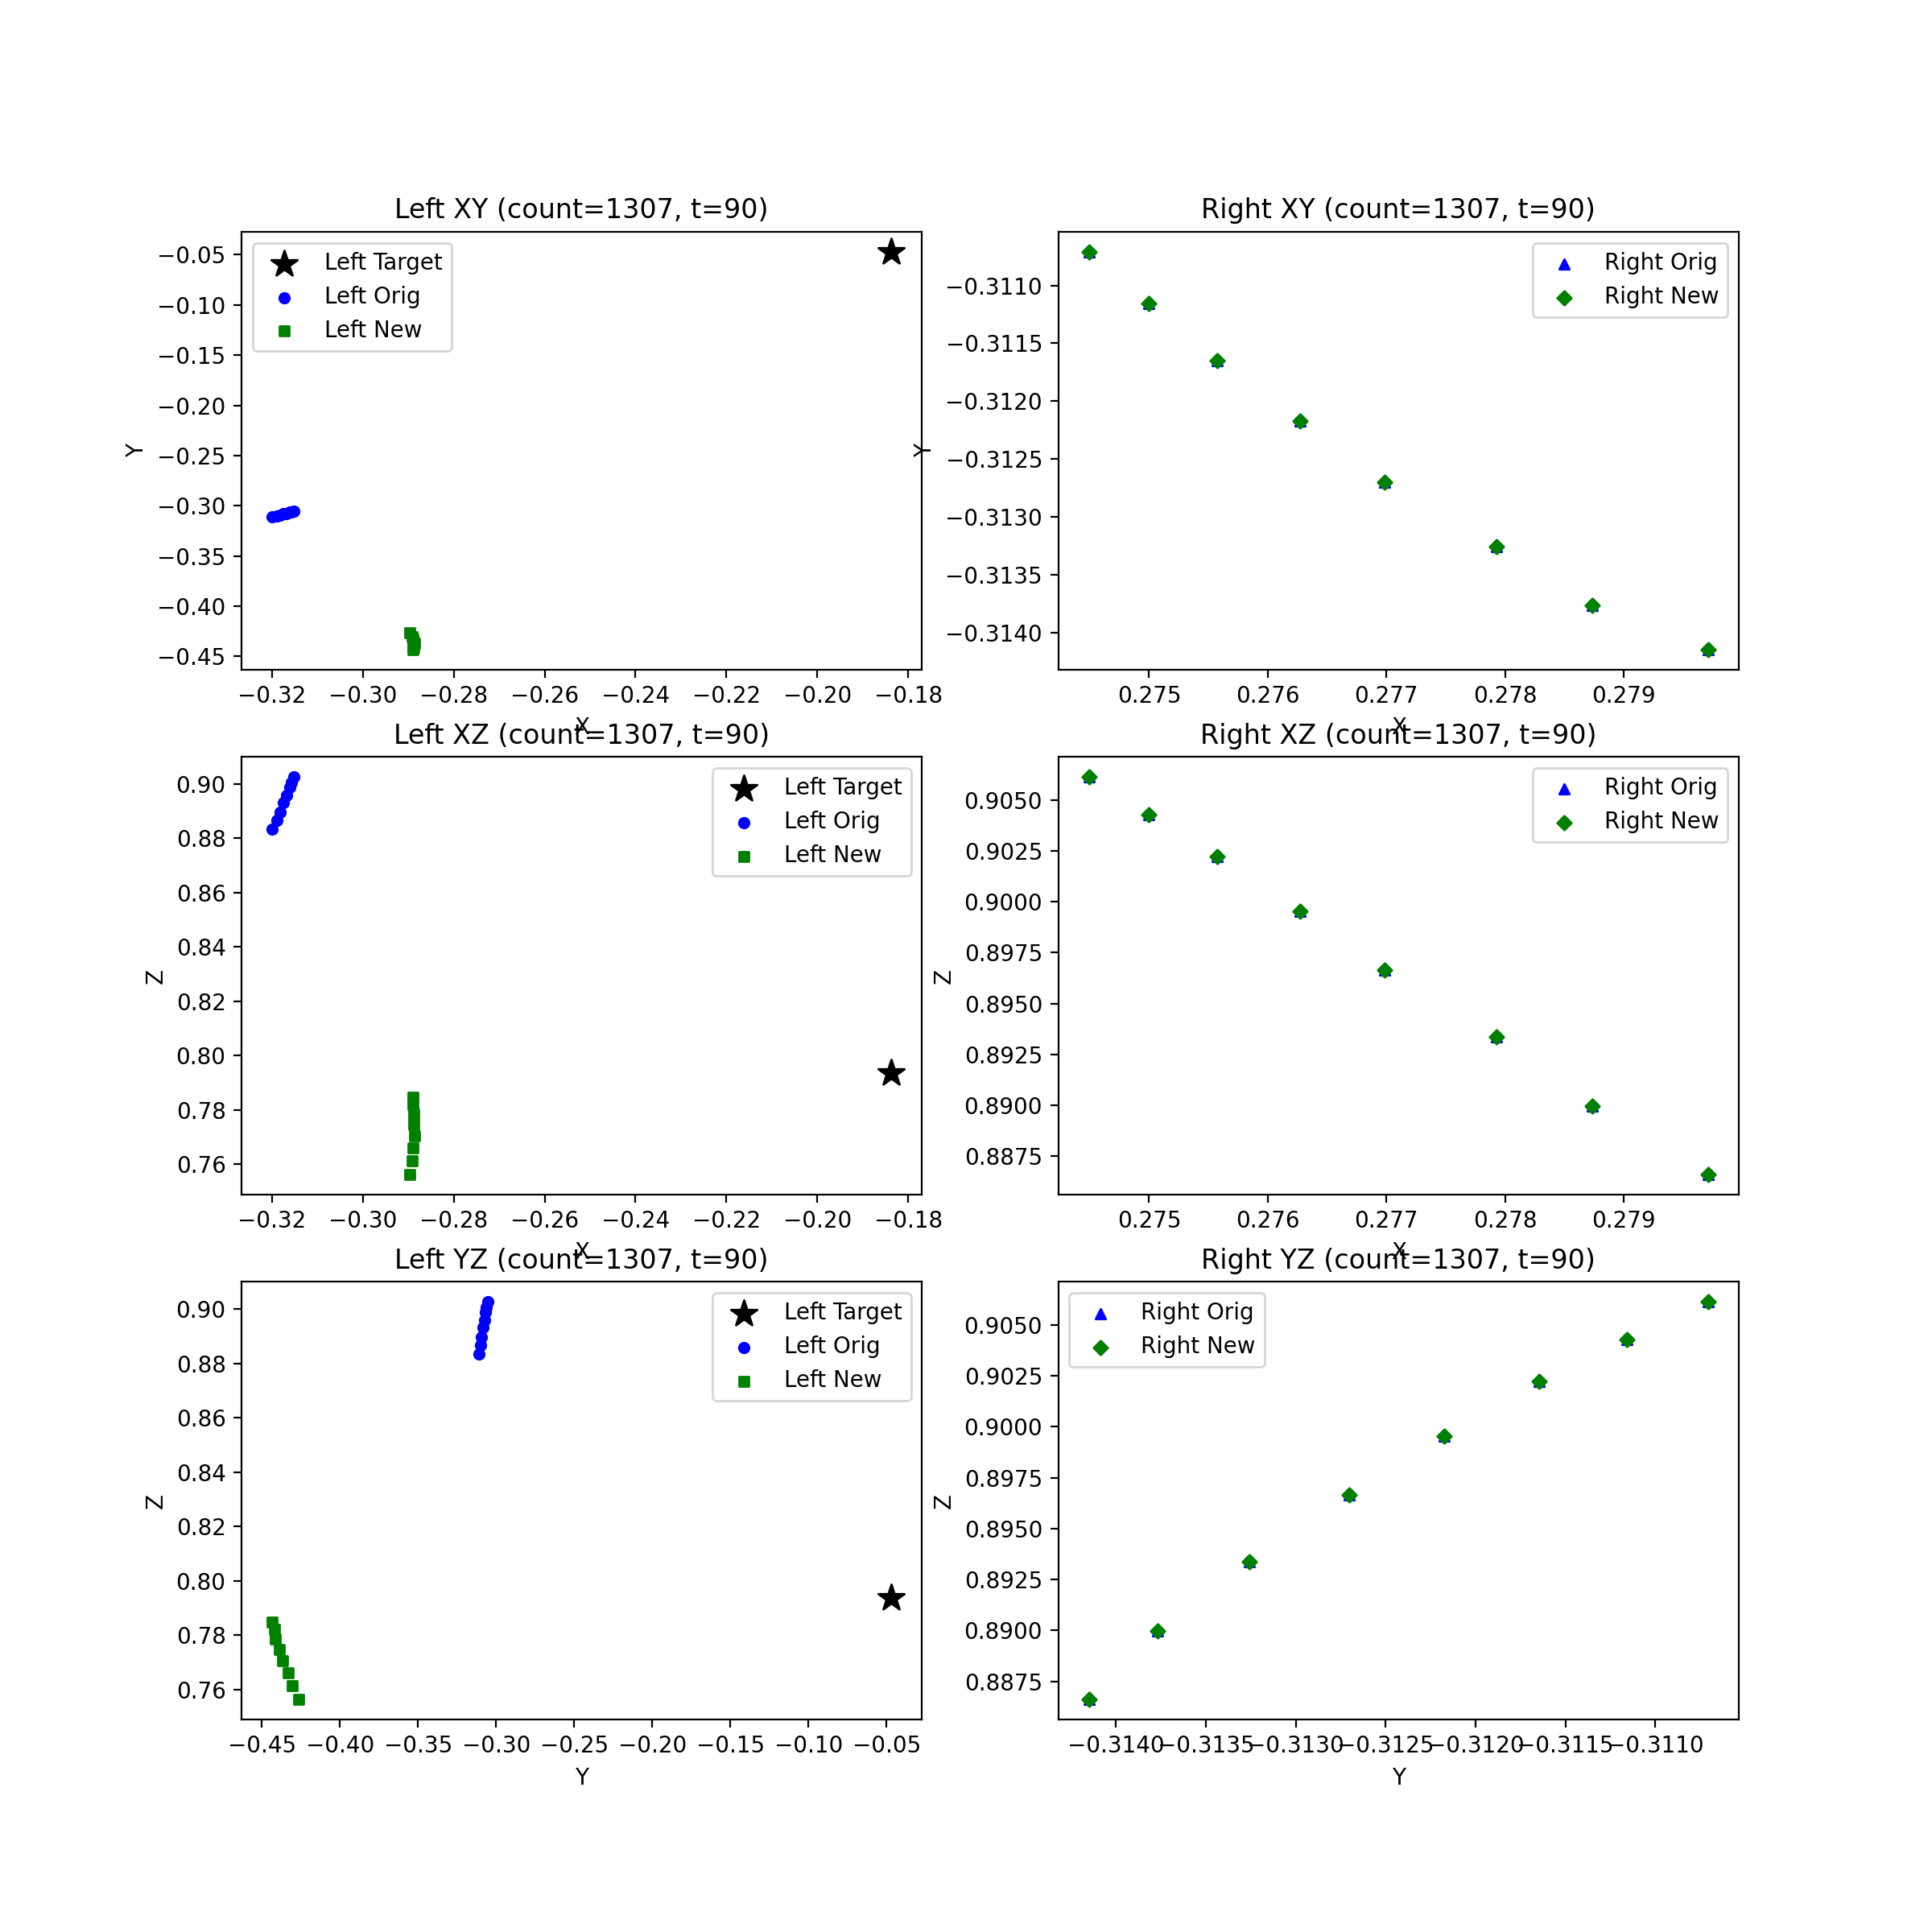 Left XY (count=1307, t=90)
−0.05
−0.10
−0.15
−0.20
−0.25
−0.30
−0.35
−0.40
−0.45
Y
Left Target
Left Orig
Left New
−0.32 −0.30 −0.28 −0.26 −0.24 −0.22 −0.20 −0.18
X
Right XY (count=1307, t=90)
−0.3110
−0.3115
−0.3120
−0.3125
−0.3130
−0.3135
−0.3140
Y
Right Orig
Right New
0.275 0.276 0.277 0.278 0.279
X
Left XZ (count=1307, t=90)
0.90
0.88
0.86
0.84
0.82
0.80
0.78
0.76
Z
Left Target
Left Orig
Left New
−0.32 −0.30 −0.28 −0.26 −0.24 −0.22 −0.20 −0.18
X
Right XZ (count=1307, t=90)
0.9050
0.9025
0.9000
0.8975
0.8950
0.8925
0.8900
0.8875
Z
Right Orig
Right New
0.275 0.276 0.277 0.278 0.279
X
Left YZ (count=1307, t=90)
0.90
0.88
0.86
0.84
0.82
0.80
0.78
0.76
Z
Left Target
Left Orig
Left New
−0.45 −0.40 −0.35 −0.30 −0.25 −0.20 −0.15 −0.10 −0.05
Y
Right YZ (count=1307, t=90)
0.9050
0.9025
0.9000
0.8975
0.8950
0.8925
0.8900
0.8875
Z
Right Orig
Right New
−0.3140 −0.3135 −0.3130 −0.3125 −0.3120 −0.3115 −0.3110
Y